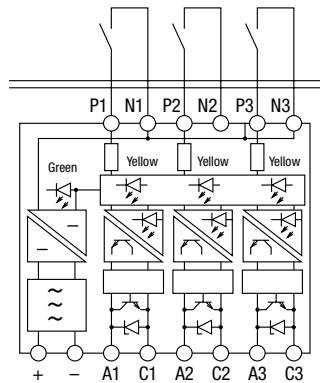 P1 N1 P2 N2 P3 N3
Green Yellow Yellow Yellow
+ − A1 C1 A2 C2 A3 C3